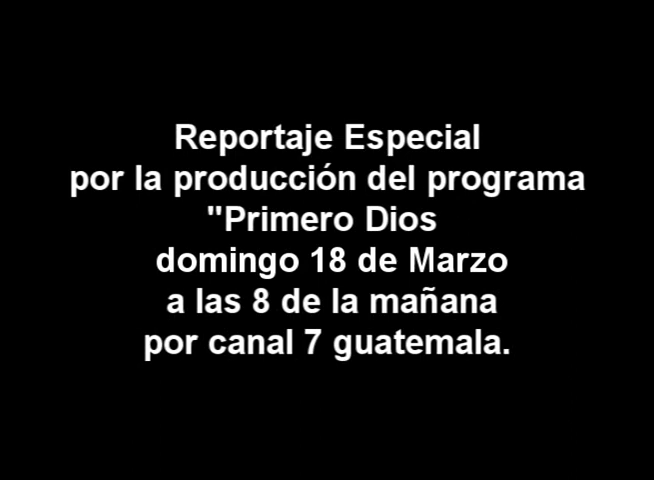 Reportaje Especial
por la producción del programa
"Primero Dios
domingo 18 de Marzo
a las 8 de la mañana
por canal 7 guatemala.